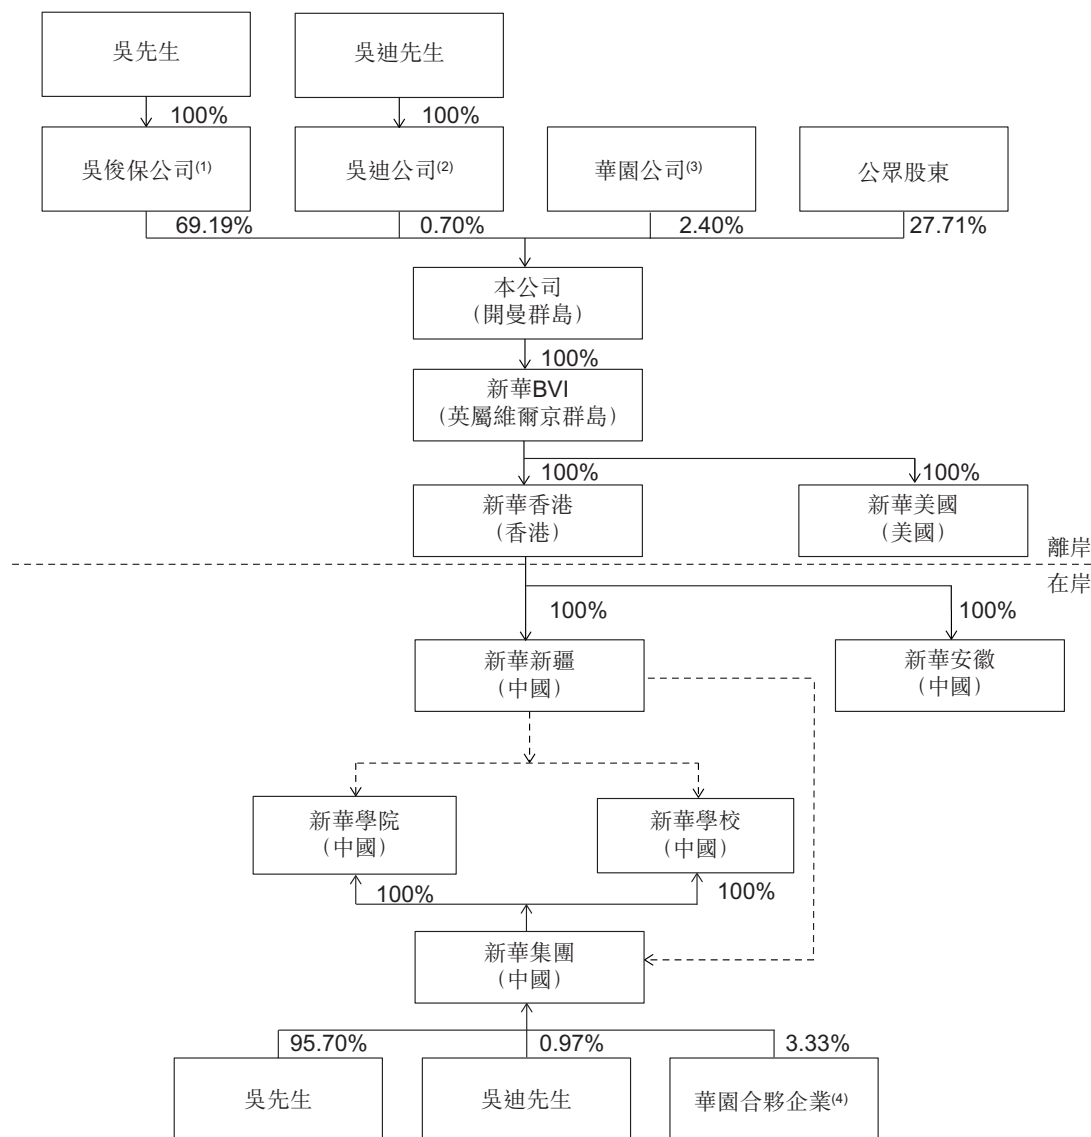 吳先生
吳迪先生
100%
100%
吳俊保公司(1)
吳迪公司(2)
華園公司(3)
公眾股東
69.19%
0.70%
2.40%
27.71%
本公司
（開曼群島）
100%
新華BVI
（英屬維爾京群島）
100%
100%
新華香港
(香港)
新華美國
(美國)
離岸
在岸
100%
100%
新華新疆
（中國）
新華安徽
（中國）
新華學院
（中國）
新華學校
（中國）
100%
100%
新華集團
（中國）
95.70%
0.97%
3.33%
吳先生
吳迪先生
華園合夥企業(4)